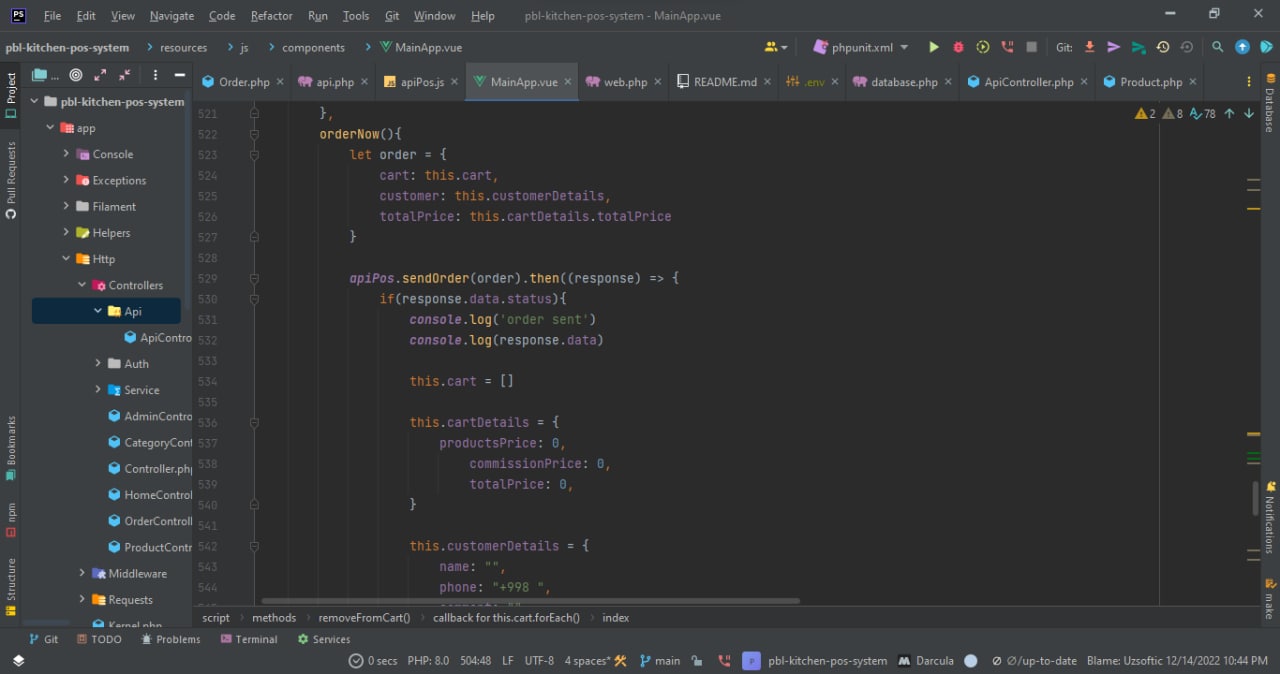 PS File Edit View Navigate Code Refactor Run Tools Git Window Help pbl-kitchen-pos-system - MainApp.vue
pbl-kitchen-pos-system resources js components MainApp.vue phpunit.xml Git:
... Order.php api.php apiPos.js MainApp.vue web.php README.md .env database.php ApiController.php Product.php
Project
Pull Requests
Bookmarks
npm
Structure
pbl-kitchen-pos-system
app
Console
Exceptions
Filament
Helpers
Http
Controllers
Api
ApiContro
Auth
Service
AdminContro
CategoryCont
Controller.php
HomeControl
OrderControll
ProductContr
Middleware
Requests
Kernel.php
2 8 78
521 },
522 orderNow(){
523 let order = {
524 cart: this.cart,
525 customer: this.customerDetails,
526 totalPrice: this.cartDetails.totalPrice
527 }
528
529 apiPos.sendOrder(order).then((response) => {
530 if(response.data.status){
531 console.log('order sent')
532 console.log(response.data)
533
534 this.cart = []
535
536 this.cartDetails = {
537 productsPrice: 0,
538 commissionPrice: 0,
539 totalPrice: 0,
540 }
541
542 this.customerDetails = {
543 name: "",
544 phone: "+998 ",
Database
Notifications
make
script methods removeFromCart() callback for this.cart.forEach() index
Git TODO Problems Terminal Services
0 secs PHP: 8.0 504:48 LF UTF-8 4 spaces* main P pbl-kitchen-pos-system Darcula Ø/up-to-date Blame: Uzsoftic 12/14/2022 10:44 PM